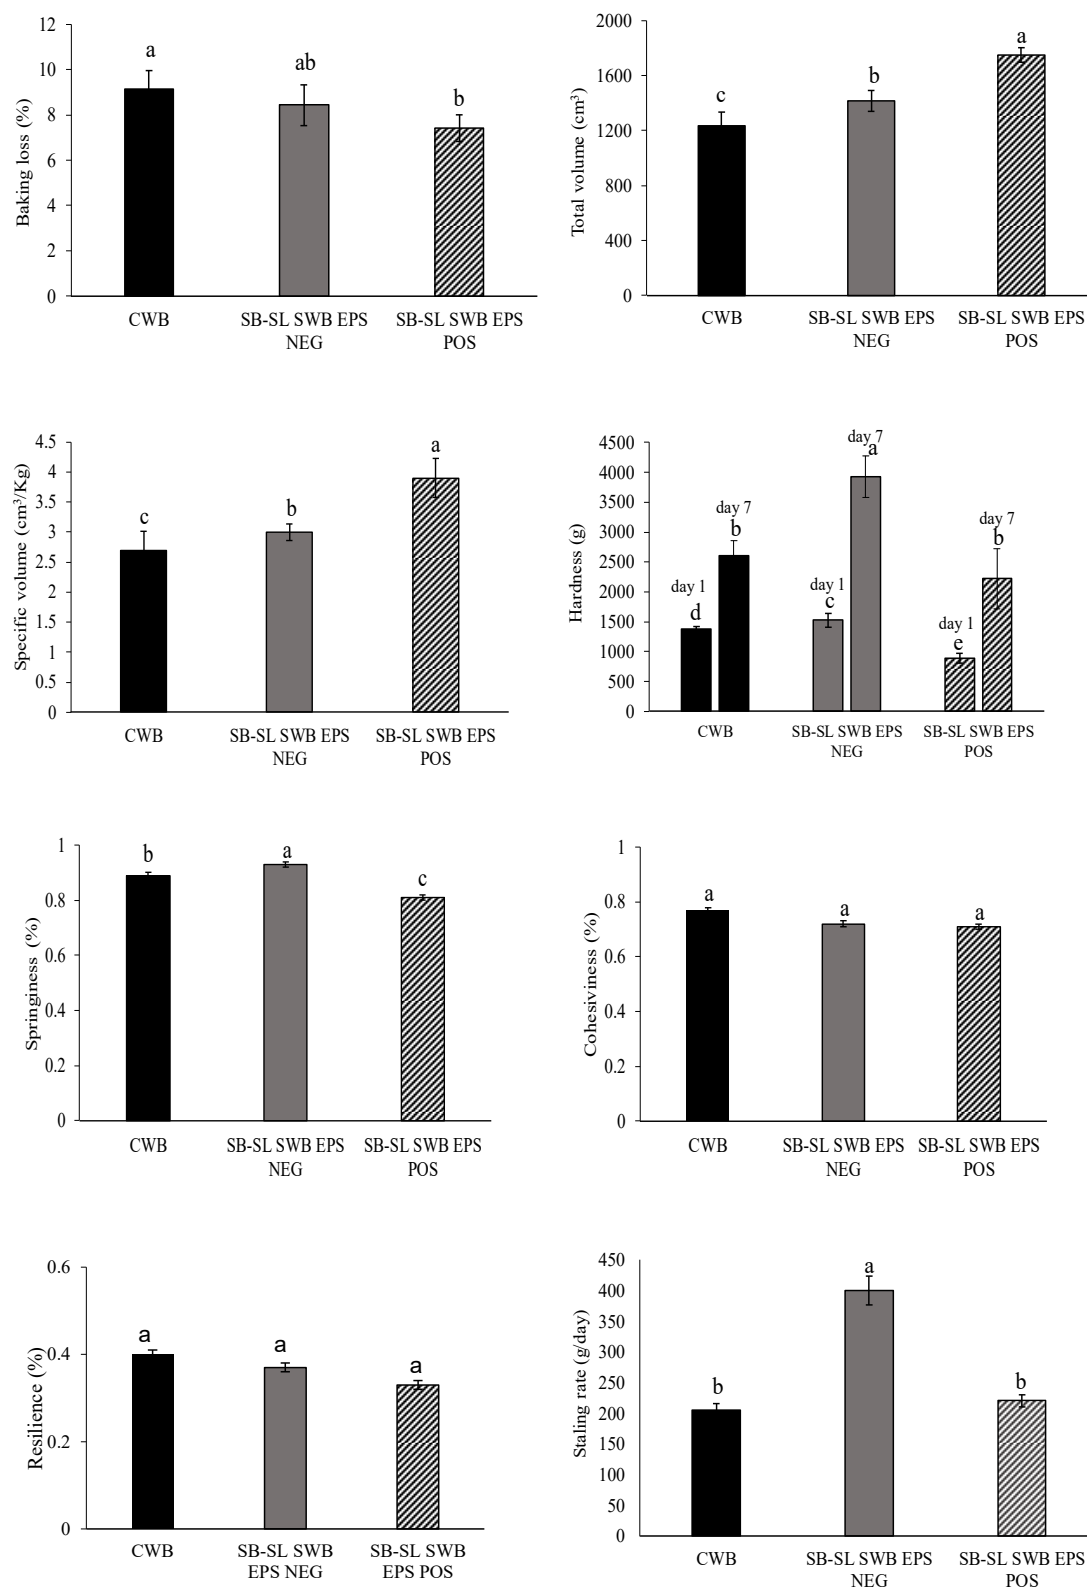 Baking loss (%)
12
10
8
6
4
2
0
a
ab
b
CWB
SB-SL SWB EPS
NEG
SB-SL SWB EPS
POS
Total volume (cm³)
2000
1600
1200
800
400
0
c
b
a
CWB
SB-SL SWB EPS
NEG
SB-SL SWB EPS
POS
Specific volume (cm³/Kg)
4.5
4
3.5
3
2.5
2
1.5
1
0.5
0
c
b
a
CWB
SB-SL SWB EPS
NEG
SB-SL SWB EPS
POS
Hardness (g)
4500
4000
3500
3000
2500
2000
1500
1000
500
0
day 1
d
day 7
b
day 1
c
day 7
a
day 1
e
day 7
b
CWB
SB-SL SWB EPS
NEG
SB-SL SWB EPS
POS
Springiness (%)
1
0.8
0.6
0.4
0.2
0
b
a
c
CWB
SB-SL SWB EPS
NEG
SB-SL SWB EPS
POS
Cohesiviness (%)
1
0.8
0.6
0.4
0.2
0
a
a
a
CWB
SB-SL SWB EPS
NEG
SB-SL SWB EPS
POS
Resilience (%)
0.6
0.4
0.2
0
a
a
a
CWB
SB-SL SWB
EPS NEG
SB-SL SWB
EPS POS
Staling rate (g/day)
450
400
350
300
250
200
150
100
50
0
b
a
b
CWB
SB-SL SWB EPS
NEG
SB-SL SWB EPS
POS